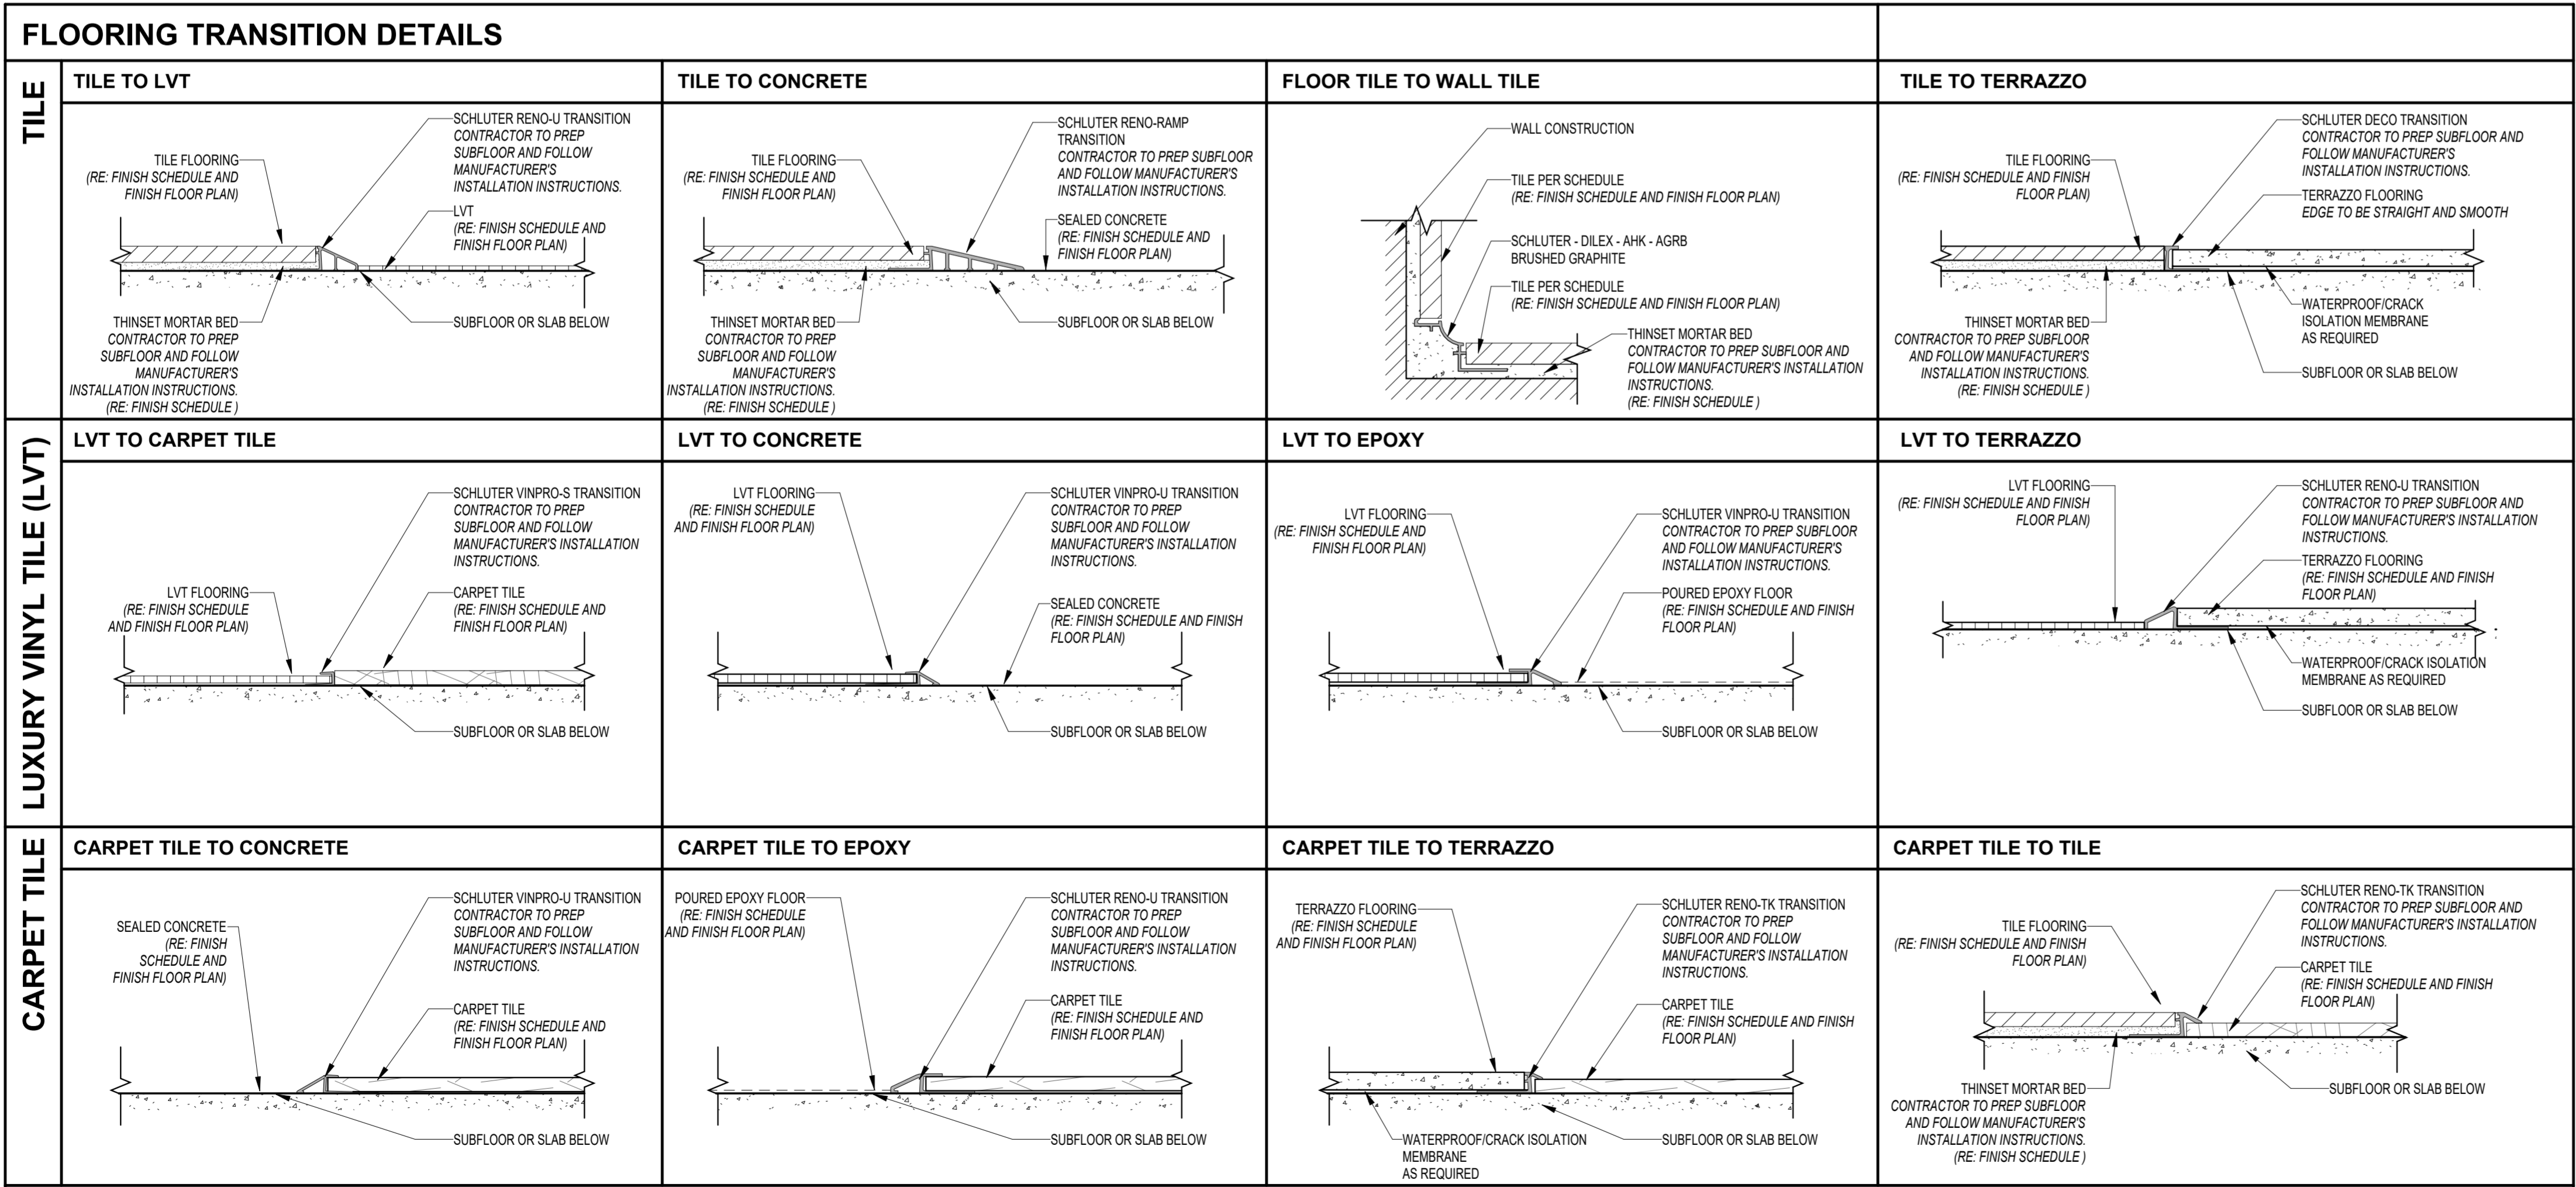 FLOORING TRANSITION DETAILS
TILE
TILE TO LVT
SCHLUTER RENO-U TRANSITION
CONTRACTOR TO PREP
SUBFLOOR AND FOLLOW
MANUFACTURER'S
INSTALLATION INSTRUCTIONS.
TILE FLOORING
(RE: FINISH SCHEDULE AND
FINISH FLOOR PLAN)
LVT
(RE: FINISH SCHEDULE AND
FINISH FLOOR PLAN)
THINSET MORTAR BED
CONTRACTOR TO PREP
SUBFLOOR AND FOLLOW
MANUFACTURER'S
INSTALLATION INSTRUCTIONS.
(RE: FINISH SCHEDULE )
SUBFLOOR OR SLAB BELOW
TILE TO CONCRETE
SCHLUTER RENO-RAMP
TRANSITION
CONTRACTOR TO PREP SUBFLOOR
AND FOLLOW MANUFACTURER'S
INSTALLATION INSTRUCTIONS.
TILE FLOORING
(RE: FINISH SCHEDULE AND
FINISH FLOOR PLAN)
SEALED CONCRETE
(RE: FINISH SCHEDULE AND
FINISH FLOOR PLAN)
THINSET MORTAR BED
CONTRACTOR TO PREP
SUBFLOOR AND FOLLOW
MANUFACTURER'S
INSTALLATION INSTRUCTIONS.
(RE: FINISH SCHEDULE )
SUBFLOOR OR SLAB BELOW
FLOOR TILE TO WALL TILE
WALL CONSTRUCTION
TILE PER SCHEDULE
(RE: FINISH SCHEDULE AND FINISH FLOOR PLAN)
SCHLUTER - DILEX - AHK - AGRB
BRUSHED GRAPHITE
TILE PER SCHEDULE
(RE: FINISH SCHEDULE AND FINISH FLOOR PLAN)
THINSET MORTAR BED
CONTRACTOR TO PREP SUBFLOOR AND
FOLLOW MANUFACTURER'S INSTALLATION
INSTRUCTIONS.
(RE: FINISH SCHEDULE )
TILE TO TERRAZZO
SCHLUTER DECO TRANSITION
CONTRACTOR TO PREP SUBFLOOR AND
FOLLOW MANUFACTURER'S
INSTALLATION INSTRUCTIONS.
TILE FLOORING
(RE: FINISH SCHEDULE AND FINISH
FLOOR PLAN)
TERRAZZO FLOORING
EDGE TO BE STRAIGHT AND SMOOTH
WATERPROOF/CRACK
ISOLATION MEMBRANE
AS REQUIRED
THINSET MORTAR BED
CONTRACTOR TO PREP SUBFLOOR
AND FOLLOW MANUFACTURER'S
INSTALLATION INSTRUCTIONS.
(RE: FINISH SCHEDULE )
SUBFLOOR OR SLAB BELOW
LUXURY VINYL TILE (LVT)
LVT TO CARPET TILE
SCHLUTER VINPRO-S TRANSITION
CONTRACTOR TO PREP
SUBFLOOR AND FOLLOW
MANUFACTURER'S INSTALLATION
INSTRUCTIONS.
LVT FLOORING
(RE: FINISH SCHEDULE
AND FINISH FLOOR PLAN)
CARPET TILE
(RE: FINISH SCHEDULE AND
FINISH FLOOR PLAN)
SUBFLOOR OR SLAB BELOW
LVT TO CONCRETE
LVT FLOORING
(RE: FINISH SCHEDULE
AND FINISH FLOOR PLAN)
SCHLUTER VINPRO-U TRANSITION
CONTRACTOR TO PREP
SUBFLOOR AND FOLLOW
MANUFACTURER'S INSTALLATION
INSTRUCTIONS.
SEALED CONCRETE
(RE: FINISH SCHEDULE AND FINISH
FLOOR PLAN)
SUBFLOOR OR SLAB BELOW
LVT TO EPOXY
LVT FLOORING
(RE: FINISH SCHEDULE AND
FINISH FLOOR PLAN)
SCHLUTER VINPRO-U TRANSITION
CONTRACTOR TO PREP SUBFLOOR
AND FOLLOW MANUFACTURER'S
INSTALLATION INSTRUCTIONS.
POURED EPOXY FLOOR
(RE: FINISH SCHEDULE AND FINISH
FLOOR PLAN)
SUBFLOOR OR SLAB BELOW
LVT TO TERRAZZO
LVT FLOORING
(RE: FINISH SCHEDULE AND FINISH
FLOOR PLAN)
SCHLUTER RENO-U TRANSITION
CONTRACTOR TO PREP SUBFLOOR AND
FOLLOW MANUFACTURER'S INSTALLATION
INSTRUCTIONS.
TERRAZZO FLOORING
(RE: FINISH SCHEDULE AND FINISH
FLOOR PLAN)
WATERPROOF/CRACK ISOLATION
MEMBRANE AS REQUIRED
SUBFLOOR OR SLAB BELOW
CARPET TILE
CARPET TILE TO CONCRETE
SCHLUTER VINPRO-U TRANSITION
CONTRACTOR TO PREP
SUBFLOOR AND FOLLOW
MANUFACTURER'S INSTALLATION
INSTRUCTIONS.
SEALED CONCRETE
(RE: FINISH
SCHEDULE AND
FINISH FLOOR PLAN)
CARPET TILE
(RE: FINISH SCHEDULE AND
FINISH FLOOR PLAN)
SUBFLOOR OR SLAB BELOW
CARPET TILE TO EPOXY
POURED EPOXY FLOOR
(RE: FINISH SCHEDULE
AND FINISH FLOOR PLAN)
SCHLUTER RENO-U TRANSITION
CONTRACTOR TO PREP
SUBFLOOR AND FOLLOW
MANUFACTURER'S INSTALLATION
INSTRUCTIONS.
CARPET TILE
(RE: FINISH SCHEDULE AND
FINISH FLOOR PLAN)
SUBFLOOR OR SLAB BELOW
CARPET TILE TO TERRAZZO
TERRAZZO FLOORING
(RE: FINISH SCHEDULE
AND FINISH FLOOR PLAN)
SCHLUTER RENO-TK TRANSITION
CONTRACTOR TO PREP
SUBFLOOR AND FOLLOW
MANUFACTURER'S INSTALLATION
INSTRUCTIONS.
CARPET TILE
(RE: FINISH SCHEDULE AND FINISH
FLOOR PLAN)
WATERPROOF/CRACK ISOLATION
MEMBRANE
AS REQUIRED
SUBFLOOR OR SLAB BELOW
CARPET TILE TO TILE
SCHLUTER RENO-TK TRANSITION
CONTRACTOR TO PREP SUBFLOOR AND
FOLLOW MANUFACTURER'S INSTALLATION
INSTRUCTIONS.
TILE FLOORING
(RE: FINISH SCHEDULE AND FINISH
FLOOR PLAN)
CARPET TILE
(RE: FINISH SCHEDULE AND FINISH
FLOOR PLAN)
THINSET MORTAR BED
CONTRACTOR TO PREP SUBFLOOR
AND FOLLOW MANUFACTURER'S
INSTALLATION INSTRUCTIONS.
(RE: FINISH SCHEDULE )
SUBFLOOR OR SLAB BELOW